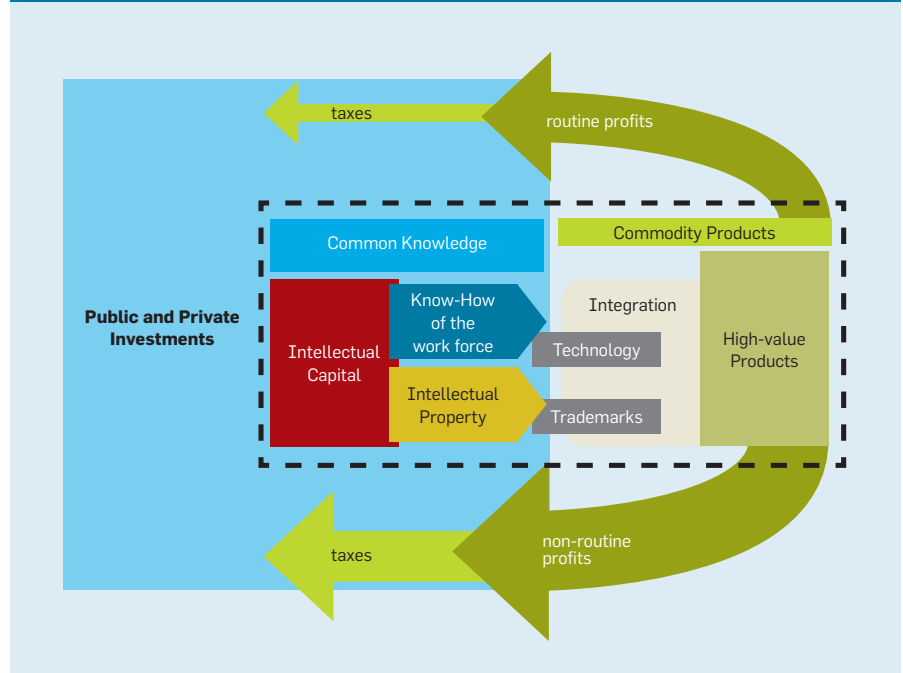 taxes
routine profits
Common Knowledge
Commodity Products
Public and Private
Investments
Intellectual
Capital
Know-How
of the
work force
Intellectual
Property
Integration
Technology
Trademarks
High-value
Products
taxes
non-routine
profits